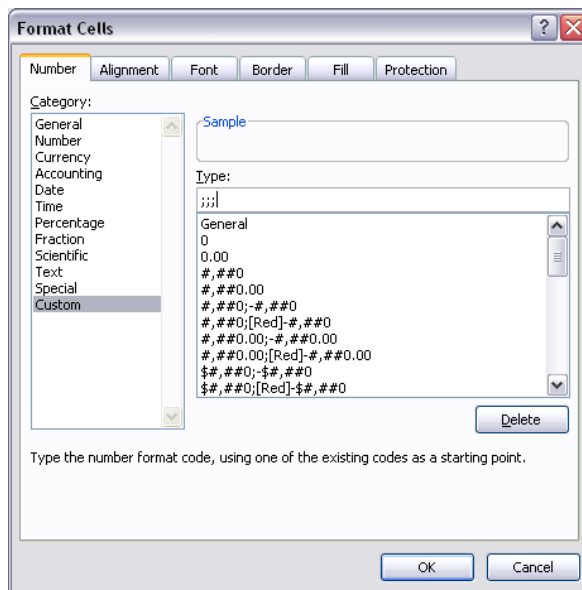 Format Cells
Number
Alignment
Font
Border
Fill
Protection
Category:
General
Number
Currency
Accounting
Date
Time
Percentage
Fraction
Scientific
Text
Special
Custom
Sample
Type:
;;;
General
0
0.00
#,##0
#,##0.00
#,##0;-#,##0
#,##0;[Red]-#,##0
#,##0.00;-#,##0.00
#,##0.00;[Red]-#,##0.00
$#,##0;-$#,##0
$#,##0;[Red]-$#,##0
Delete
Type the number format code, using one of the existing codes as a starting point.
OK
Cancel